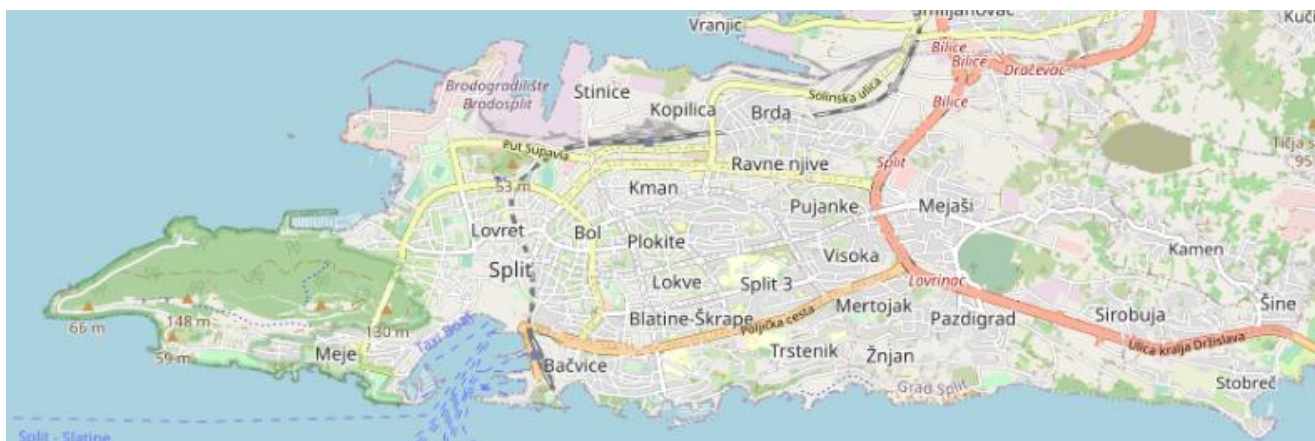 Smiljanovac
Vranjic
Kuči
Bilice
Bilice
Dračevac
Brodogradilište
Brodosplit
Stinice
Solinska ulica
Kopilica
Brda
Bilice
Put Supavla
Ravne njive
Split
53 m
Kman
Pujanke
Mejaši
Lovret
Bol
Plokite
Kamen
Visoka
Split
Lokve
Split 3
Lovrinac
66 m
148 m
130 m
Mertojak
Šine
Blatine-Škrape
Poljička cesta
Pazdigrad
Sirobuja
59 m
Meje
Taxi Boat
Bačvice
Trstenik
Žnjan
Ulica kralja Držislava
Grad Split
Stobreč
Split - Slatine